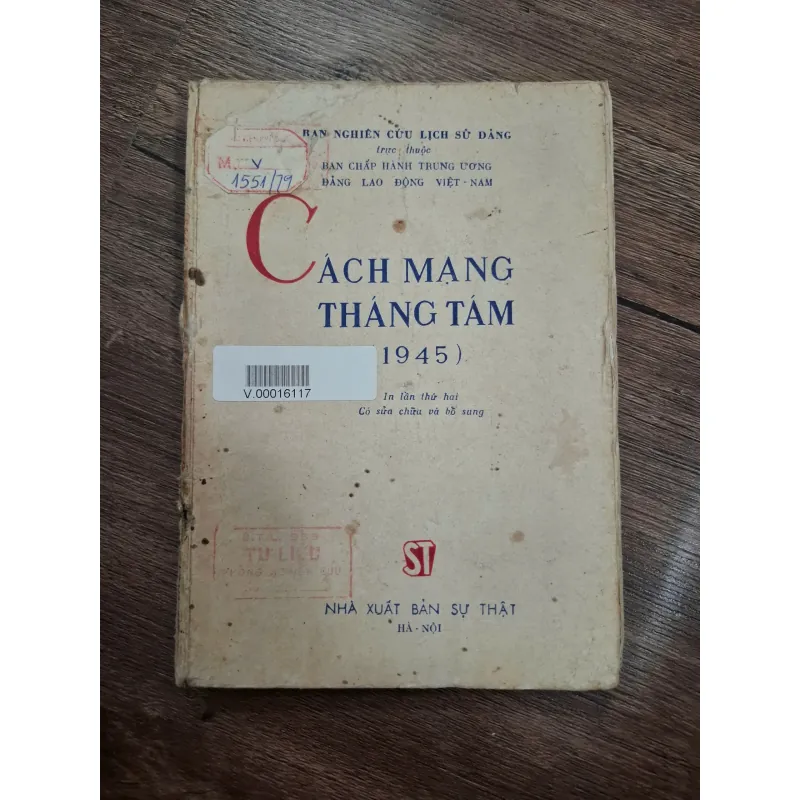 BAN NGHIÊN CỨU LỊCH SỬ ĐẢNG
trực thuộc
BAN CHẤP HÀNH TRUNG ƯƠNG
ĐẢNG LAO ĐỘNG VIỆT-NAM
V
1551/79
CÁCH MẠNG
THÁNG TÁM
1945)
V.00016117
In lần thứ hai
Có sửa chữa và bổ sung
TƯ LIỆU
ST
NHÀ XUẤT BẢN SỰ THẬT
HÀ-NỘI